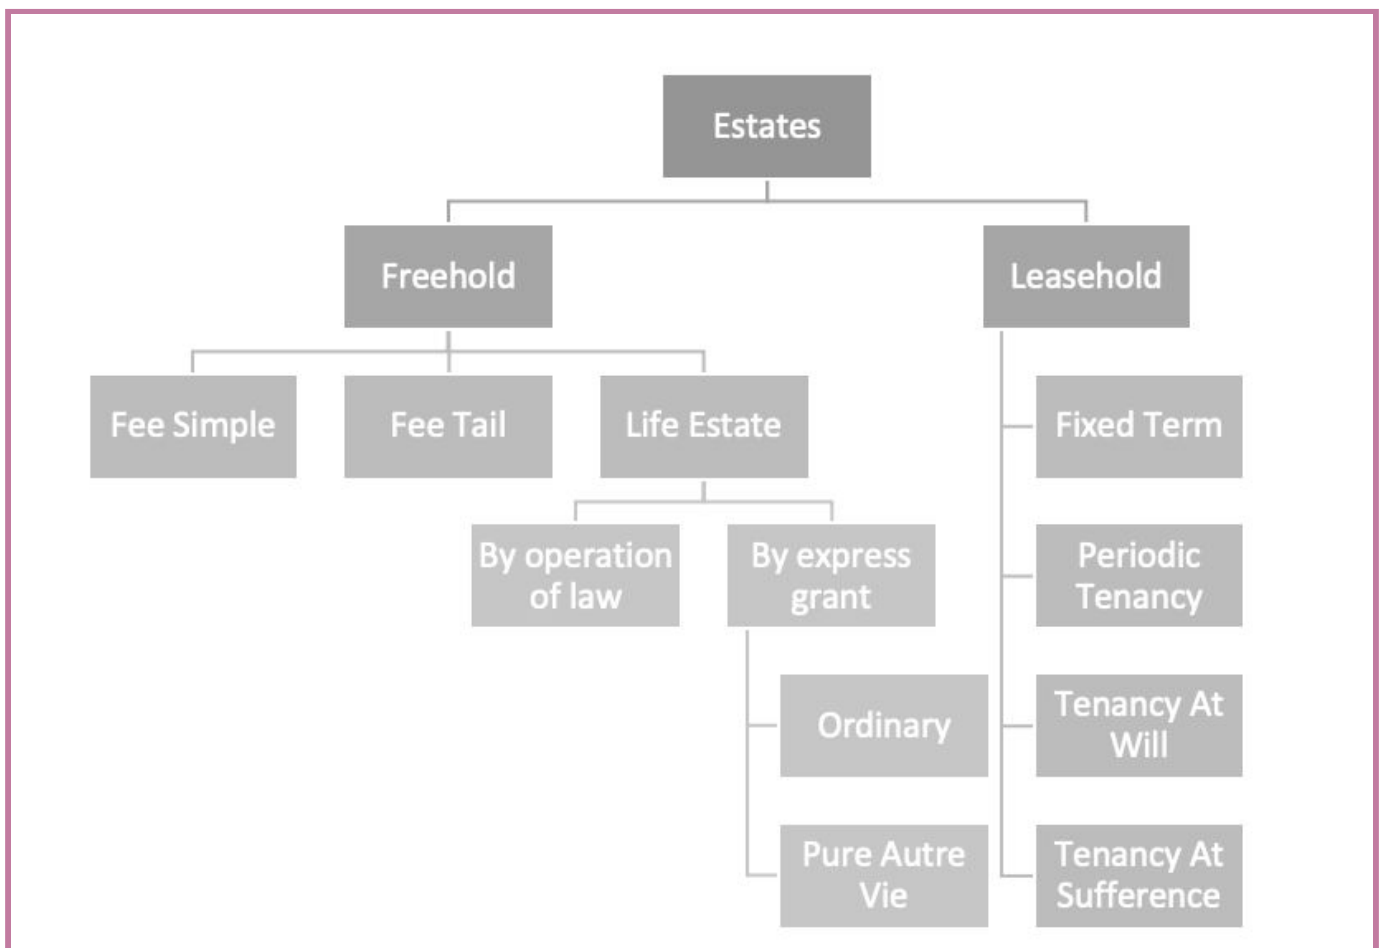 Estates
Freehold
Leasehold
Fee Simple
Fee Tail
Life Estate
Fixed Term
By operation
of law
By express
grant
Periodic
Tenancy
Ordinary
Tenancy At
Will
Pure Autre
Vie
Tenancy At
Sufference